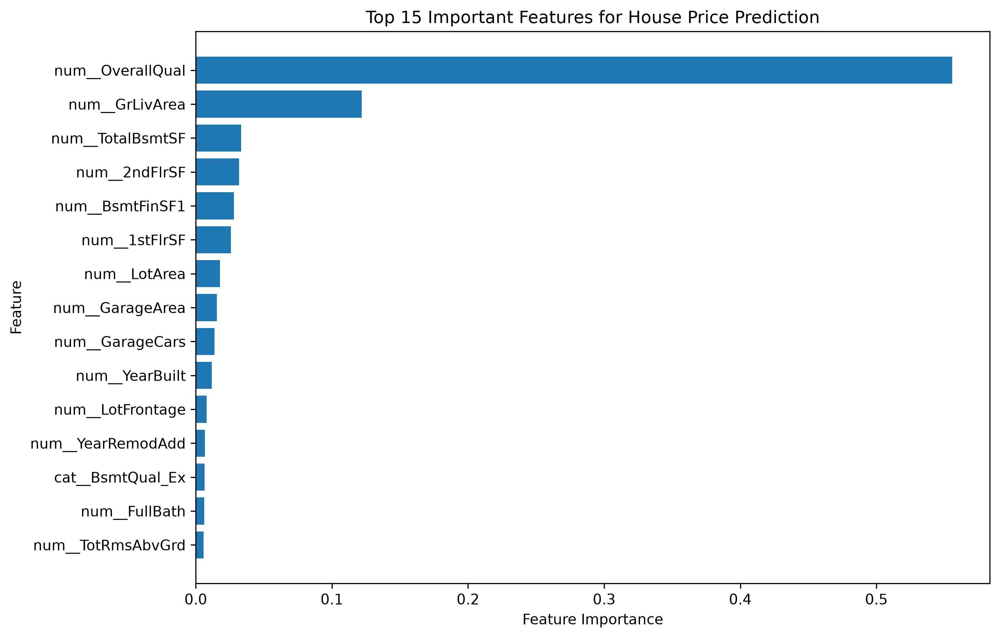 Top 15 Important Features for House Price Prediction
num__OverallQual
num__GrLivArea
num__TotalBsmtSF
num__2ndFlrSF
num__BsmtFinSF1
num__1stFlrSF
num__LotArea
num__GarageArea
num__GarageCars
num__YearBuilt
num__LotFrontage
num__YearRemodAdd
cat__BsmtQual_Ex
num__FullBath
num__TotRmsAbvGrd
Feature
0.0 0.1 0.2 0.3 0.4 0.5
Feature Importance